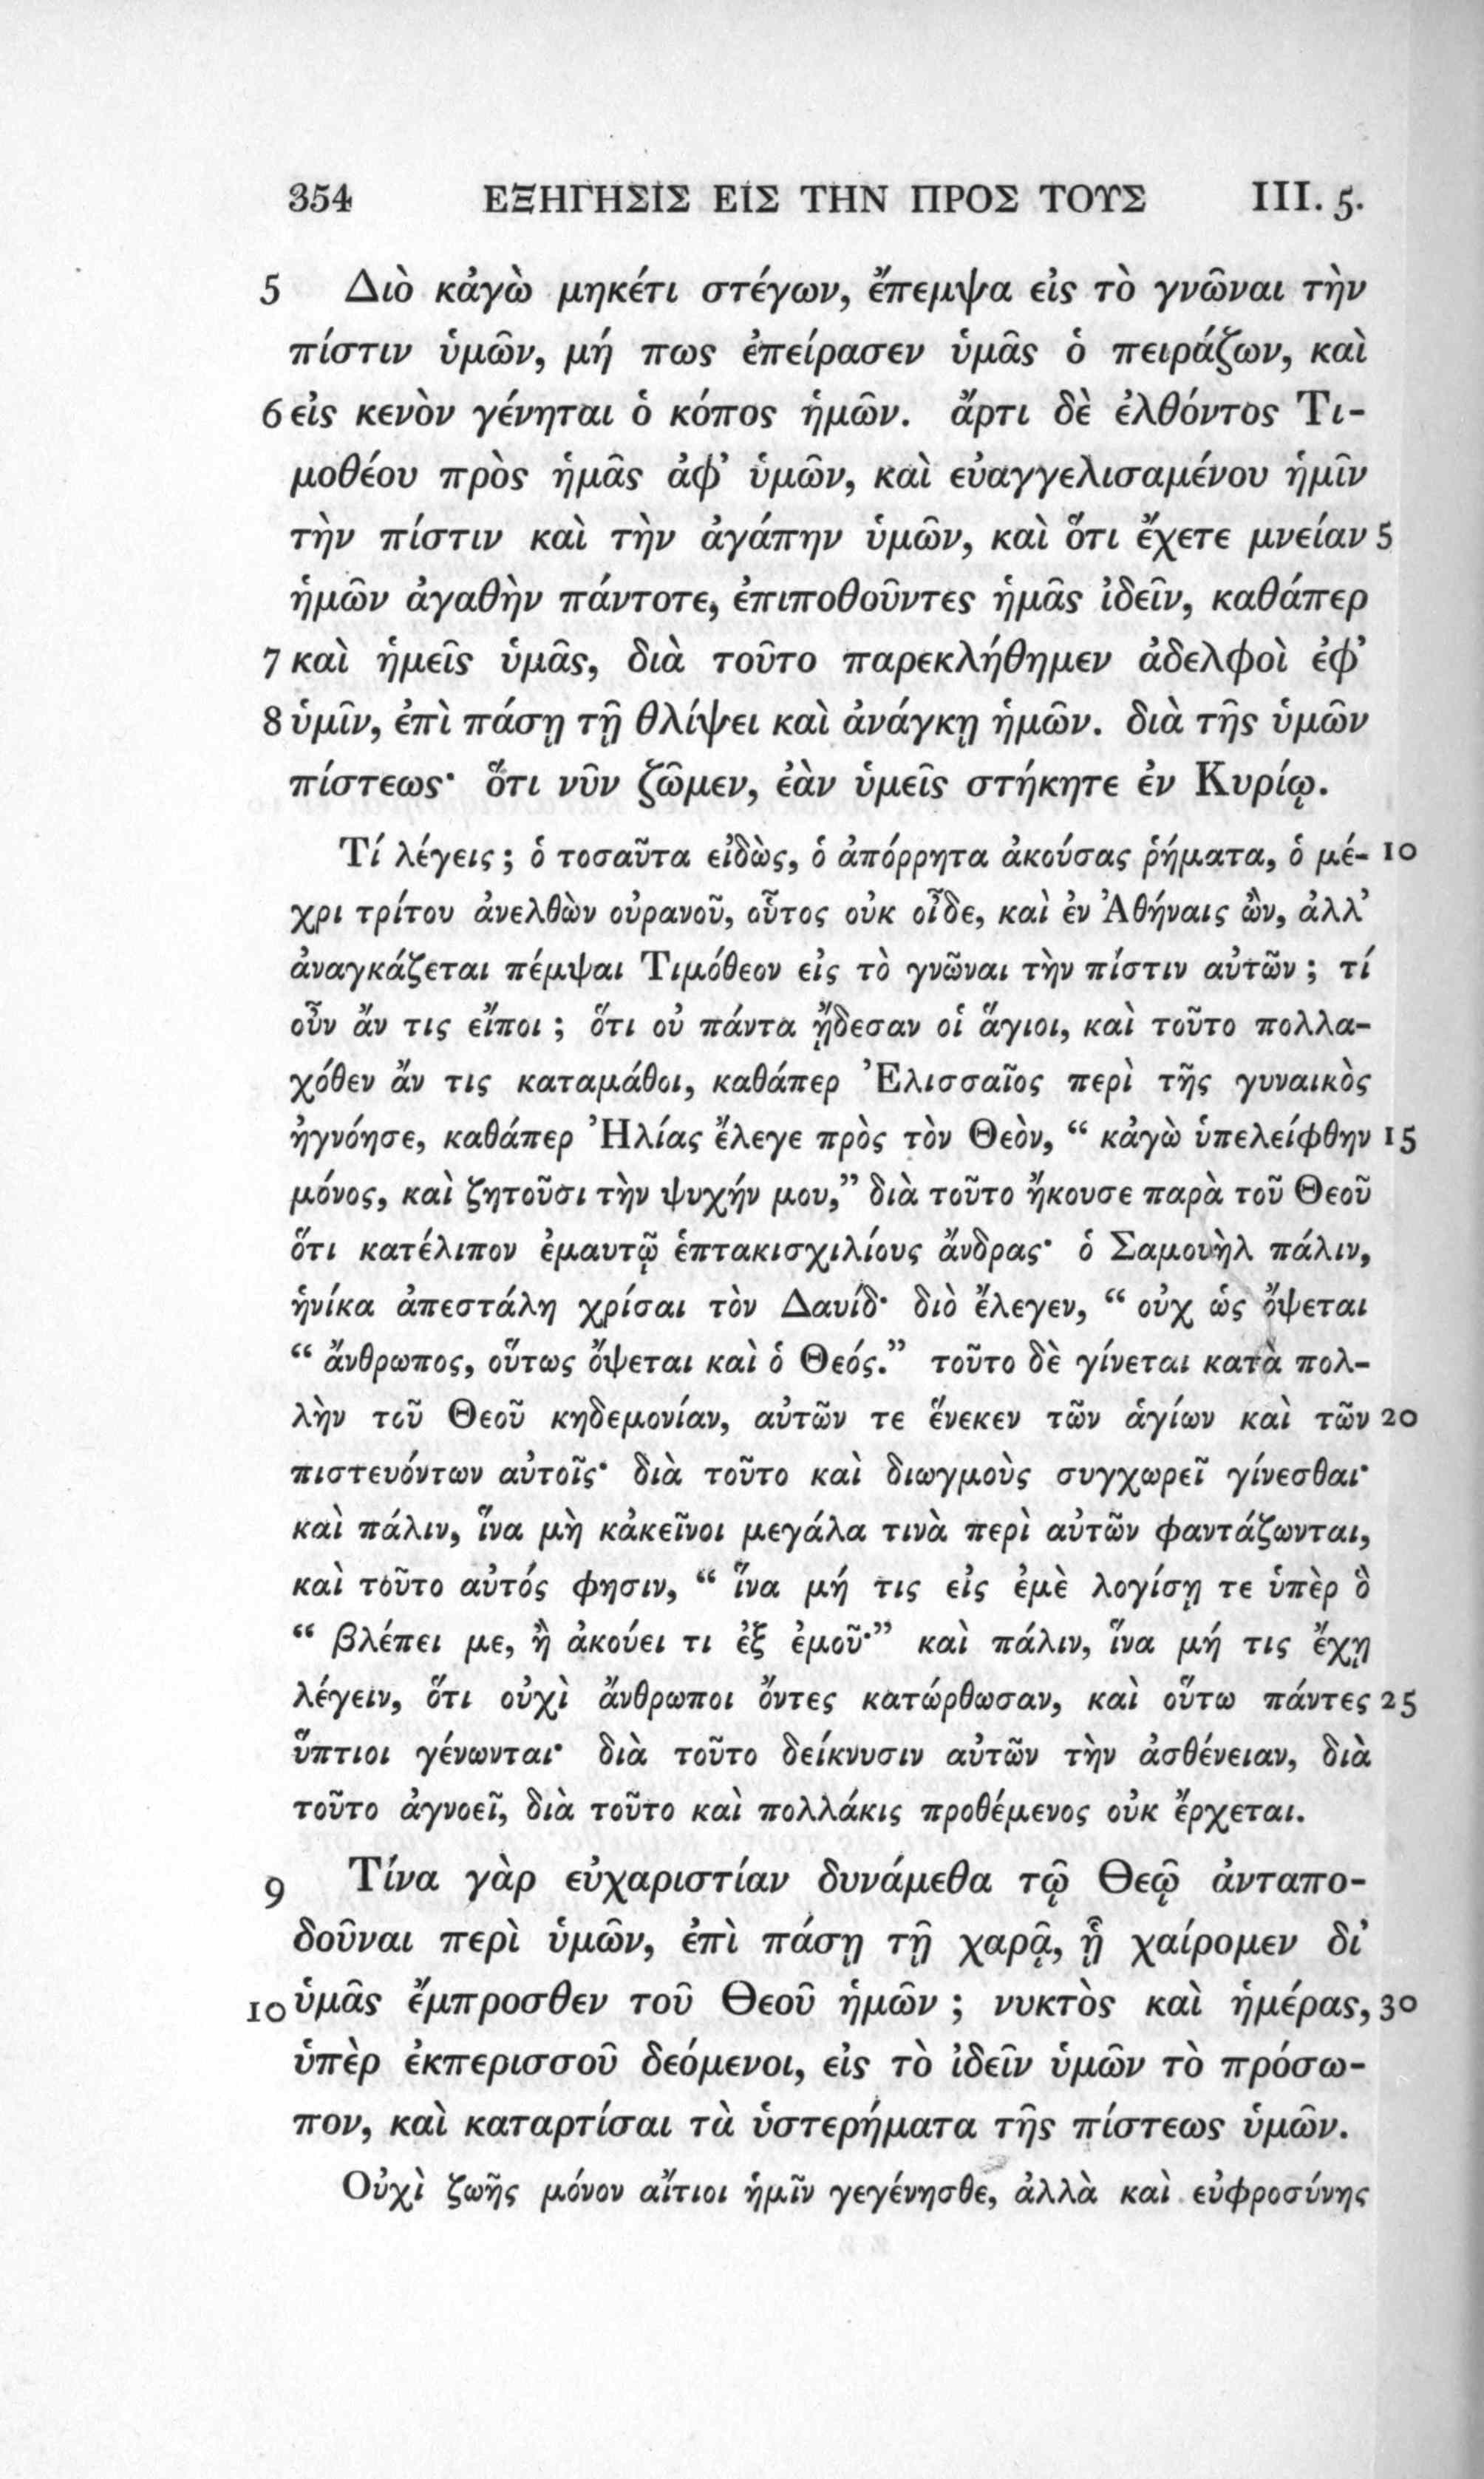 354 ΕΞΗΓΗΣΙΣ ΕΙΣ ΤΗΝ ΠΡΟΣ ΤΟΥΣ III. 5.
5 Διὸ κἀγὼ μηκέτι στέγων, ἔπεμψα εἰς τὸ γνῶναι τὴν
πίστιν ὑμῶν, μή πως ἐπείρασεν ὑμᾶς ὁ πειράζων, καὶ
6 εἰς κενὸν γένηται ὁ κόπος ἡμῶν. ἄρτι δὲ ἐλθόντος Τι-
μοθέου πρὸς ἡμᾶς ἀφ’ ὑμῶν, καὶ εὐαγγελισαμένου ἡμῖν
τὴν πίστιν καὶ τὴν ἀγάπην ὑμῶν, καὶ ὅτι ἔχετε μνείαν 5
ἡμῶν ἀγαθὴν πάντοτε, ἐπιποθοῦντες ἡμᾶς ἰδεῖν, καθάπερ
7 καὶ ἡμεῖς ὑμᾶς, διὰ τοῦτο παρεκλήθημεν ἀδελφοὶ ἐφ’
8 ὑμῖν, ἐπὶ πάσῃ τῇ θλίψει καὶ ἀνάγκῃ ἡμῶν. διὰ τῆς ὑμῶν
πίστεως· ὅτι νῦν ζῶμεν, ἐὰν ὑμεῖς στήκητε ἐν Κυρίῳ.
Τί λέγεις ; ὁ τοσαῦτα εἰδὼς, ὁ ἀπόρρητα ἀκούσας ῥήματα, ὁ μέ- 10
χρι τρίτου ἀνελθὼν οὐρανοῦ, οὗτος οὐκ οἶδε, καὶ ἐν Ἀθήναις ὢν, ἀλλ’
ἀναγκάζεται πέμψαι Τιμόθεον εἰς τὸ γνῶναι τὴν πίστιν αὐτῶν ; τί
οὖν ἄν τις εἴποι ; ὅτι οὐ πάντα ᾔδεσαν οἱ ἅγιοι, καὶ τοῦτο πολλα-
χόθεν ἄν τις καταμάθοι, καθάπερ Ἐλισσαῖος περὶ τῆς γυναικὸς
ἠγνόησε, καθάπερ Ἠλίας ἔλεγε πρὸς τὸν Θεὸν, “ κἀγὼ ὑπελείφθην 15
μόνος, καὶ ζητοῦσι τὴν ψυχήν μου,” διὰ τοῦτο ἤκουσε παρὰ τοῦ Θεοῦ
ὅτι κατέλιπον ἐμαυτῷ ἑπτακισχιλίους ἄνδρας· ὁ Σαμουὴλ πάλιν,
ἡνίκα ἀπεστάλη χρίσαι τὸν Δαυίδ· διὸ ἔλεγεν, “ οὐχ ὡς ὄψεται
“ ἄνθρωπος, οὕτως ὄψεται καὶ ὁ Θεός.” τοῦτο δὲ γίνεται κατὰ πολ-
λὴν τοῦ Θεοῦ κηδεμονίαν, αὐτῶν τε ἕνεκεν τῶν ἁγίων καὶ τῶν 20
πιστευόντων αὐτοῖς· διὰ τοῦτο καὶ διωγμοὺς συγχωρεῖ γίνεσθαι·
καὶ πάλιν, ἵνα μὴ κἀκεῖνοι μεγάλα τινὰ περὶ αὐτῶν φαντάζωνται,
καὶ τοῦτο αὐτός φησιν, “ ἵνα μή τις εἰς ἐμὲ λογίσῃ τε ὑπὲρ ὃ
“ βλέπει με, ἢ ἀκούει τι ἐξ ἐμοῦ·” καὶ πάλιν, ἵνα μή τις ἔχῃ
λέγειν, ὅτι οὐχὶ ἄνθρωποι ὄντες κατώρθωσαν, καὶ οὕτω πάντες 25
ὕπτιοι γένωνται· διὰ τοῦτο δείκνυσιν αὐτῶν τὴν ἀσθένειαν, διὰ
τοῦτο ἀγνοεῖ, διὰ τοῦτο καὶ πολλάκις προθέμενος οὐκ ἔρχεται.
9 Τίνα γὰρ εὐχαριστίαν δυνάμεθα τῷ Θεῷ ἀνταπο-
δοῦναι περὶ ὑμῶν, ἐπὶ πάσῃ τῇ χαρᾷ, ᾗ χαίρομεν δι’
10 ὑμᾶς ἔμπροσθεν τοῦ Θεοῦ ἡμῶν ; νυκτὸς καὶ ἡμέρας, 30
ὑπὲρ ἐκπερισσοῦ δεόμενοι, εἰς τὸ ἰδεῖν ὑμῶν τὸ πρόσω-
πον, καὶ καταρτίσαι τὰ ὑστερήματα τῆς πίστεως ὑμῶν.
Οὐχὶ ζωῆς μόνον αἴτιοι ἡμῖν γεγένησθε, ἀλλὰ καὶ εὐφροσύνης